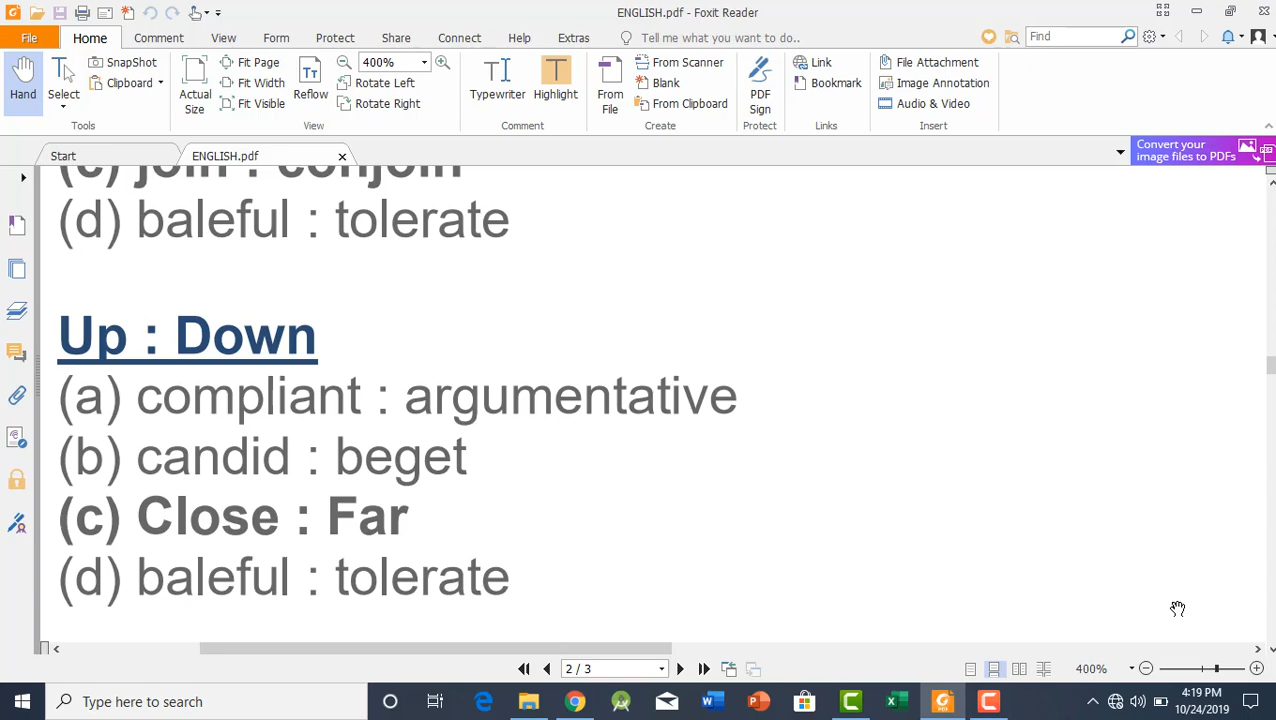 ENGLISH.pdf - Foxit Reader
File Home Comment View Form Protect Share Connect Help Extras Tell me what you want to do.. Find
Hand
Select
SnapShot
Clipboard
Tools
Actual Size
Fit Page
Fit Width
Fit Visible
Reflow
400%
Rotate Left
Rotate Right
View
Typewriter
Highlight
Comment
From File
From Scanner
Blank
From Clipboard
Create
PDF Sign
Protect
Link
Bookmark
Links
File Attachment
Image Annotation
Audio & Video
Insert
Start ENGLISH.pdf
Convert your
image files to PDFs
(c) join : conjoin
(d) baleful : tolerate
Up : Down
(a) compliant : argumentative
(b) candid : beget
(c) Close : Far
(d) baleful : tolerate
2 / 3 400%
Type here to search
4:19 PM
10/24/2019